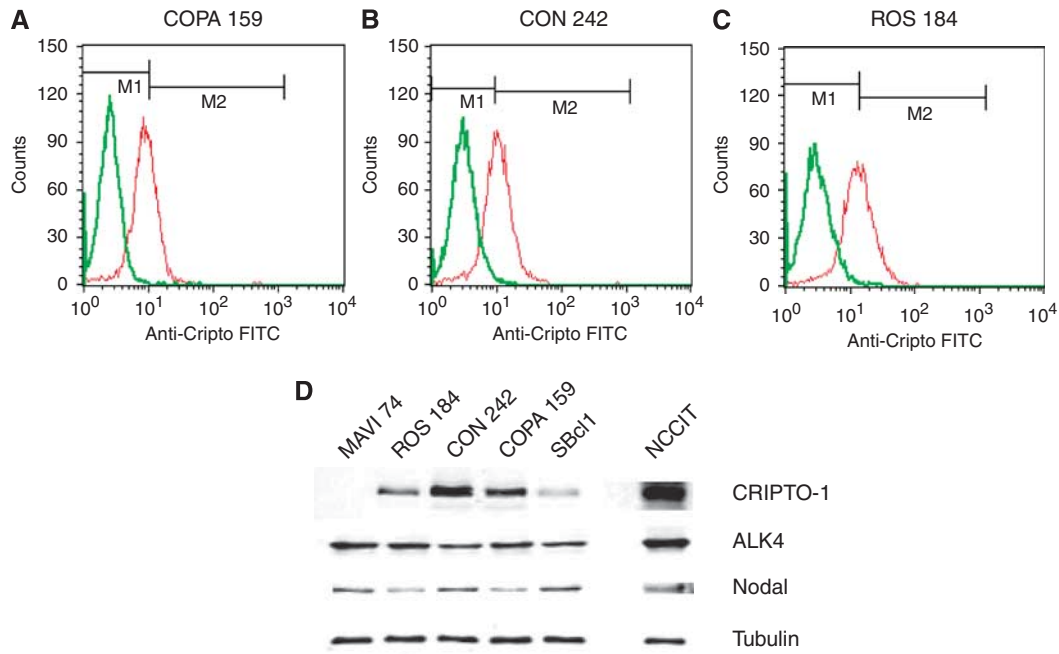 A COPA 159
150
120
90
60
30
0
Counts
M1
M2
10^0 10^1 10^2 10^3 10^4
Anti-Cripto FITC
B CON 242
150
120
90
60
30
0
Counts
M1
M2
10^0 10^1 10^2 10^3 10^4
Anti-Cripto FITC
C ROS 184
150
120
90
60
30
0
Counts
M1
M2
10^0 10^1 10^2 10^3 10^4
Anti-Cripto FITC
D
MAVI 74
ROS 184
CON 242
COPA 159
SBcl1
NCCIT
CRIPTO-1
ALK4
Nodal
Tubulin